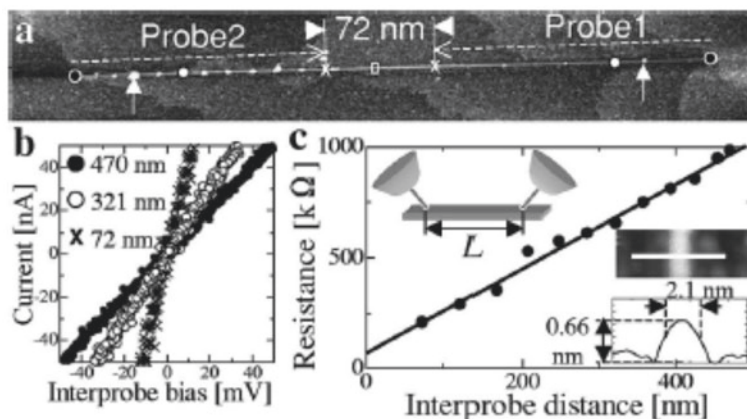 a
Probe2
72 nm
Probe1
b
470 nm
321 nm
72 nm
Current [nA]
40
20
0
-20
-40
-40 -20 0 20 40
Interprobe bias [mV]
c
1000
500
0
Resistance [k Ω]
L
2.1 nm
0.66
nm
0 200 400
Interprobe distance [nm]